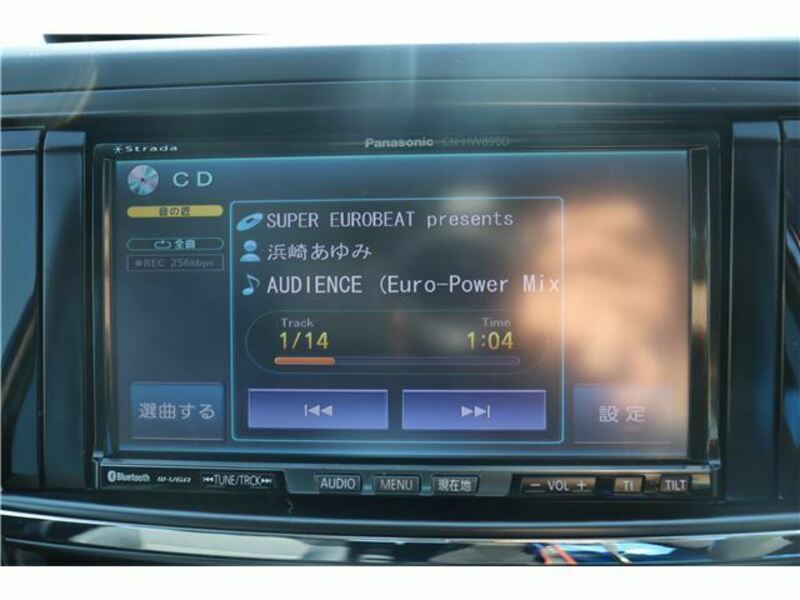 Strada
Panasonic CN-HW890D
CD
音の匠
全曲
REC 256kbps
SUPER EUROBEAT presents
浜崎あゆみ
AUDIENCE (Euro-Power Mix
Track Time
1/14 1:04
選曲する
設定
Bluetooth W-VGA TUNE/TRCK AUDIO MENU 現在地 − VOL + TI TILT